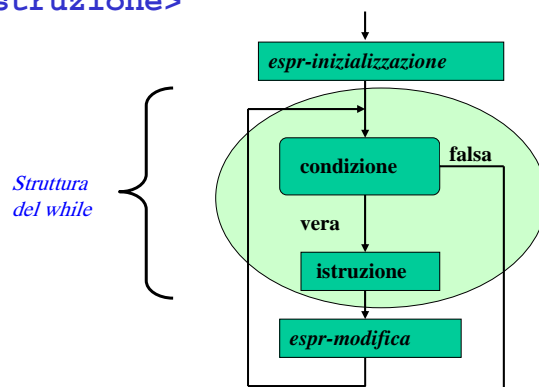 struzione>
espr-inizializzazione
condizione
falsa
Struttura
del while
vera
istruzione
espr-modifica